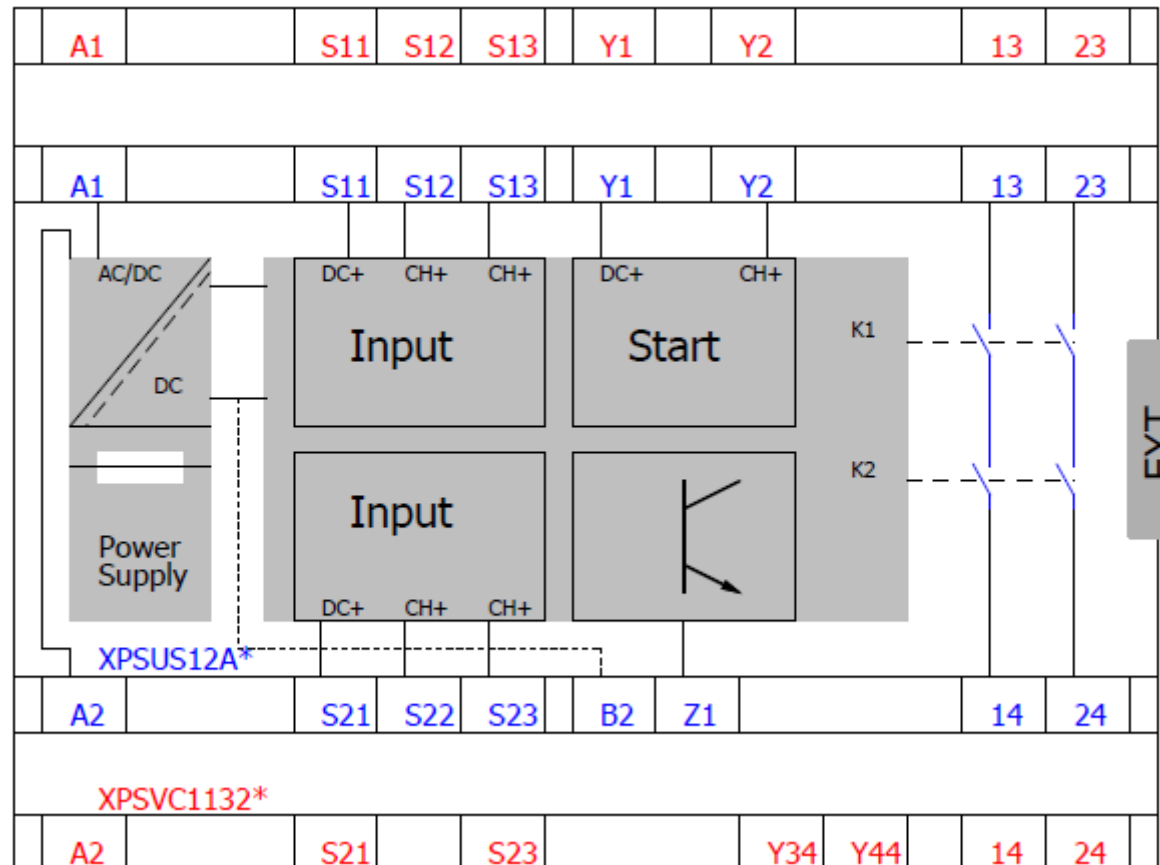 A1 S11 S12 S13 Y1 Y2 13 23
A1 S11 S12 S13 Y1 Y2 13 23
AC/DC DC+ CH+ CH+ DC+ CH+
Input Start K1
DC
EXT
K2
Input
Power
Supply
DC+ CH+ CH+
XPSUS12A*
A2 S21 S22 S23 B2 Z1 14 24
XPSVC1132*
A2 S21 S23 Y34 Y44 14 24